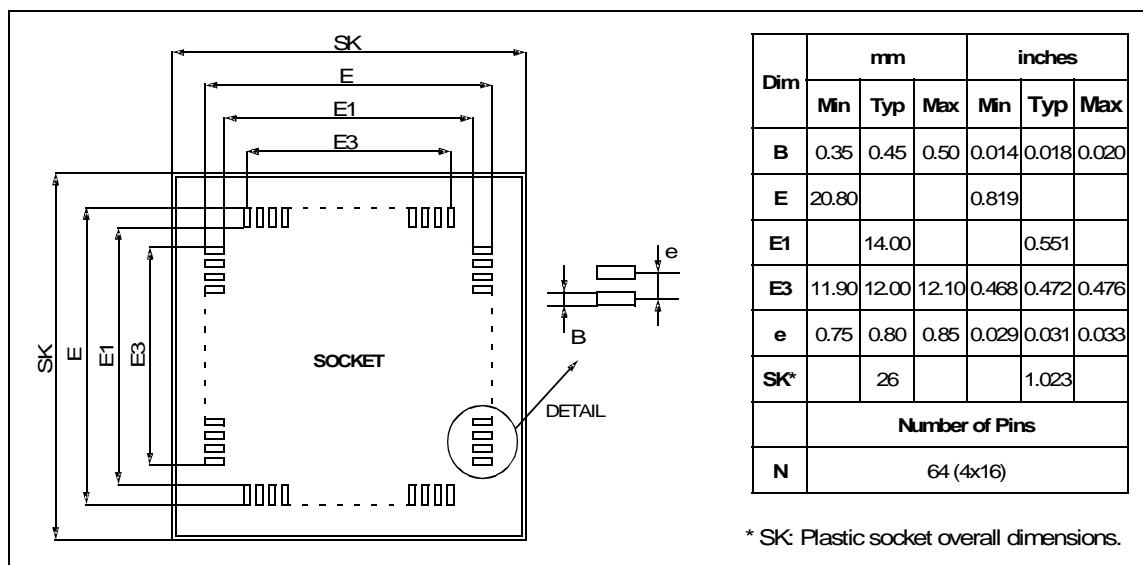 SK
E
E1
E3
SK
E
E1
E3
SOCKET
e
B
DETAIL
Dim mm inches
Min Typ Max Min Typ Max
B 0.35 0.45 0.50 0.014 0.018 0.020
E 20.80 0.819
E1 14.00 0.551
E3 11.90 12.00 12.10 0.468 0.472 0.476
e 0.75 0.80 0.85 0.029 0.031 0.033
SK* 26 1.023
Number of Pins
N 64 (4x16)
* SK: Plastic socket overall dimensions.